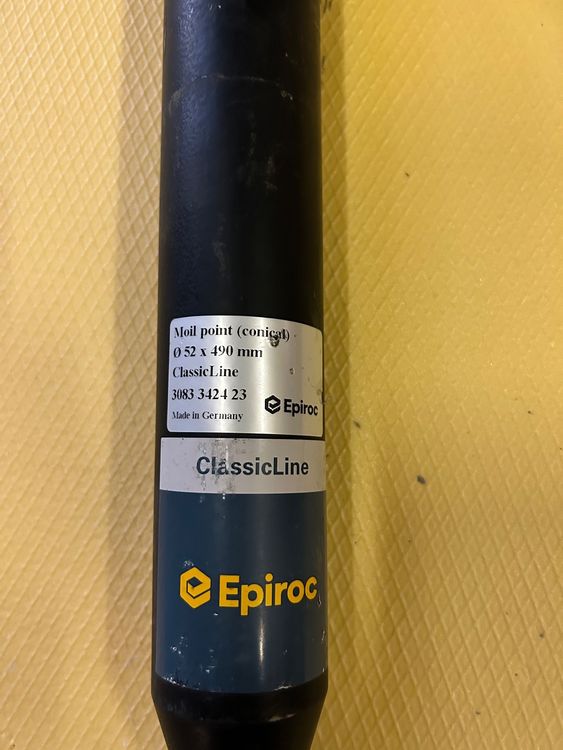 Moil point (conical)
Ø 52 x 490 mm
ClassicLine
3083 3424 23
Made in Germany
Epiroc
ClassicLine
Epiroc